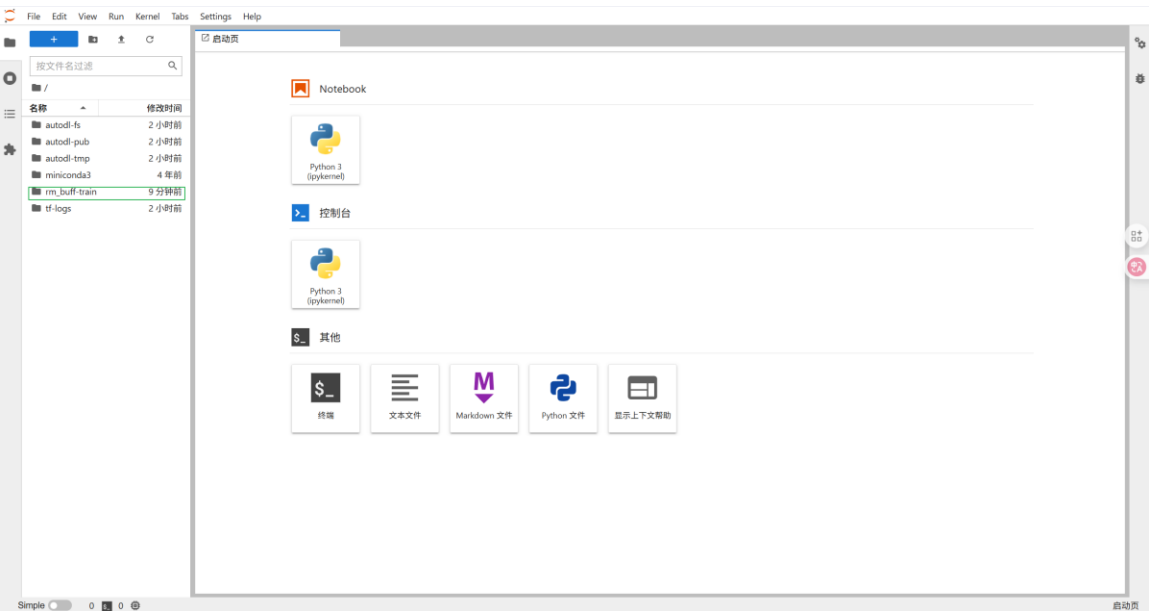 File Edit View Run Kernel Tabs Settings Help
启动页
按文件名过滤
/
名称 修改时间
autodl-fs 2 小时前
autodl-pub 2 小时前
autodl-tmp 2 小时前
miniconda3 4 年前
rm_buff-train 9 分钟前
tf-logs 2 小时前
Notebook
Python 3
(ipykernel)
控制台
Python 3
(ipykernel)
$_ 其他
$_
终端 文本文件 Markdown 文件 Python 文件 显示上下文帮助
Simple 0 0 启动页